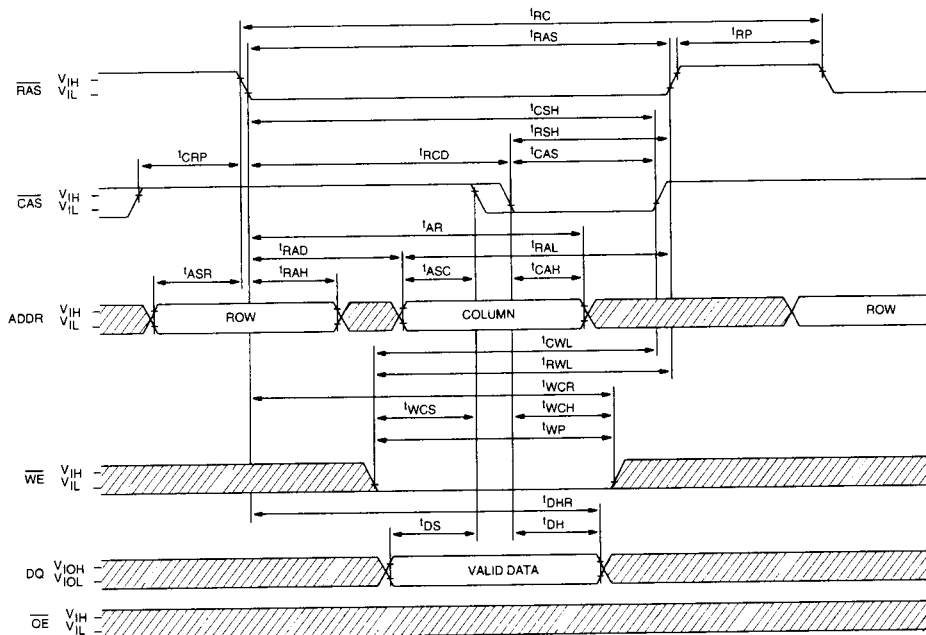 tRC
tRAS
tRP
RAS VIH
VIL
tCSH
tRSH
tCRP
tRCD
tCAS
CAS VIH
VIL
tAR
tRAD
tRAL
tASR
tRAH
tASC
tCAH
ADDR VIH
VIL
ROW
COLUMN
ROW
tCWL
tRWL
tWCR
tWCS
tWCH
tWP
WE VIH
VIL
tDHR
tDS
tDH
DQ VIOH
VIOL
VALID DATA
OE VIH
VIL